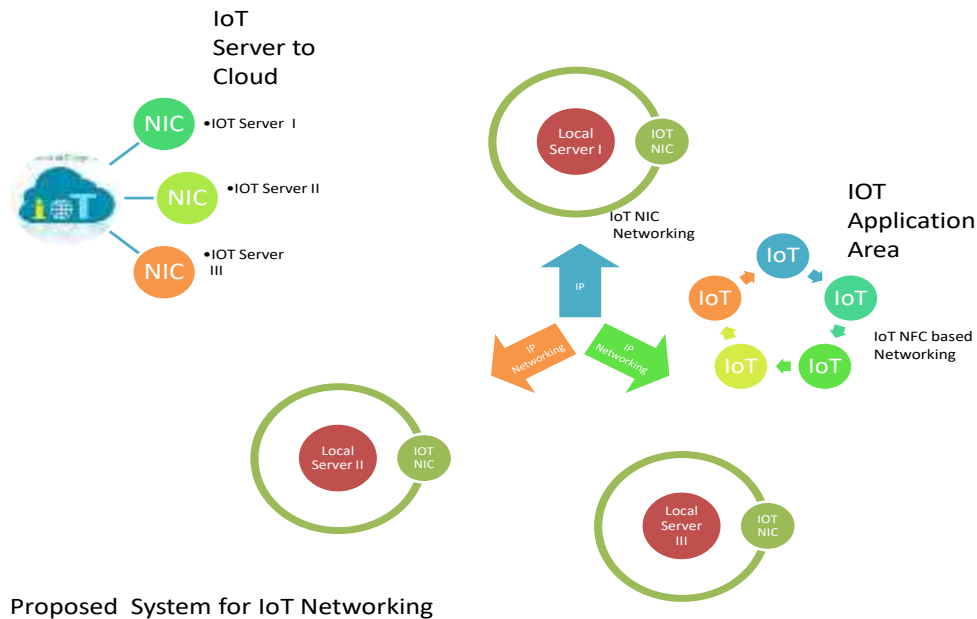 IoT
Server to
Cloud
NIC
•IOT Server I
NIC
•IOT Server II
NIC
•IOT Server
III
IoT
Local
Server I
IOT
NIC
IoT NIC
Networking
IP
IP
Networking
IP
Networking
IOT
Application
Area
IoT
IoT
IoT
IoT
IoT
IoT NFC based
Networking
Local
Server II
IOT
NIC
Local
Server
III
IOT
NIC
Proposed System for IoT Networking